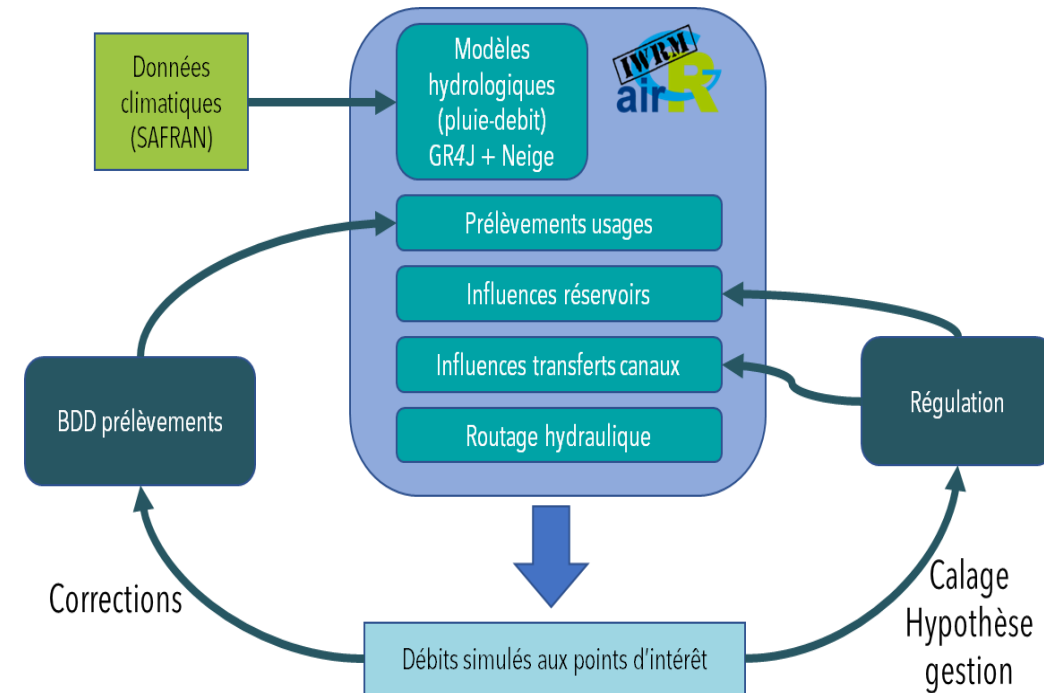 Données
climatiques
(SAFRAN)
Modèles
hydrologiques
(pluie-debit)
GR4J + Neige
IWRM
airGR
Prélèvements usages
Influences réservoirs
Influences transferts canaux
Routage hydraulique
BDD prélèvements
Régulation
Corrections
Calage
Hypothèse
gestion
Débits simulés aux points d'intérêt